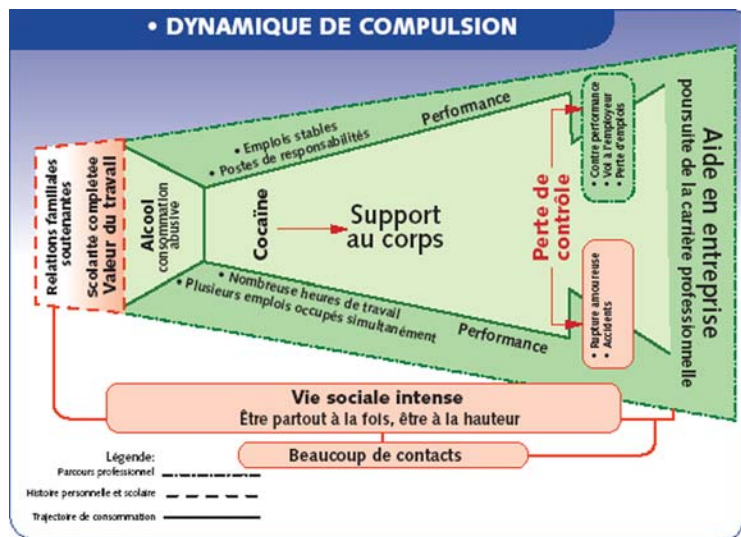 • DYNAMIQUE DE COMPULSION
Relations familiales
soutenantes
Scolarité complétée
Valeur du travail
Alcool
consommation
abusive
• Emplois stables
• Postes de responsabilités
Performance
Cocaïne
Support
au corps
• Nombreuse heures de travail
• Plusieurs emplois occupés simultanément
Performance
Perte de
contrôle
• Contre performance
• Vol à l'employeur
• Perte d'emplois
• Rupture amoureuse
• Accidents
Aide en entreprise
poursuite de la carrière professionnelle
Vie sociale intense
Être partout à la fois, être à la hauteur
Beaucoup de contacts
Légende:
Parcours professionnel
Histoire personnelle et scolaire
Trajectoire de consommation